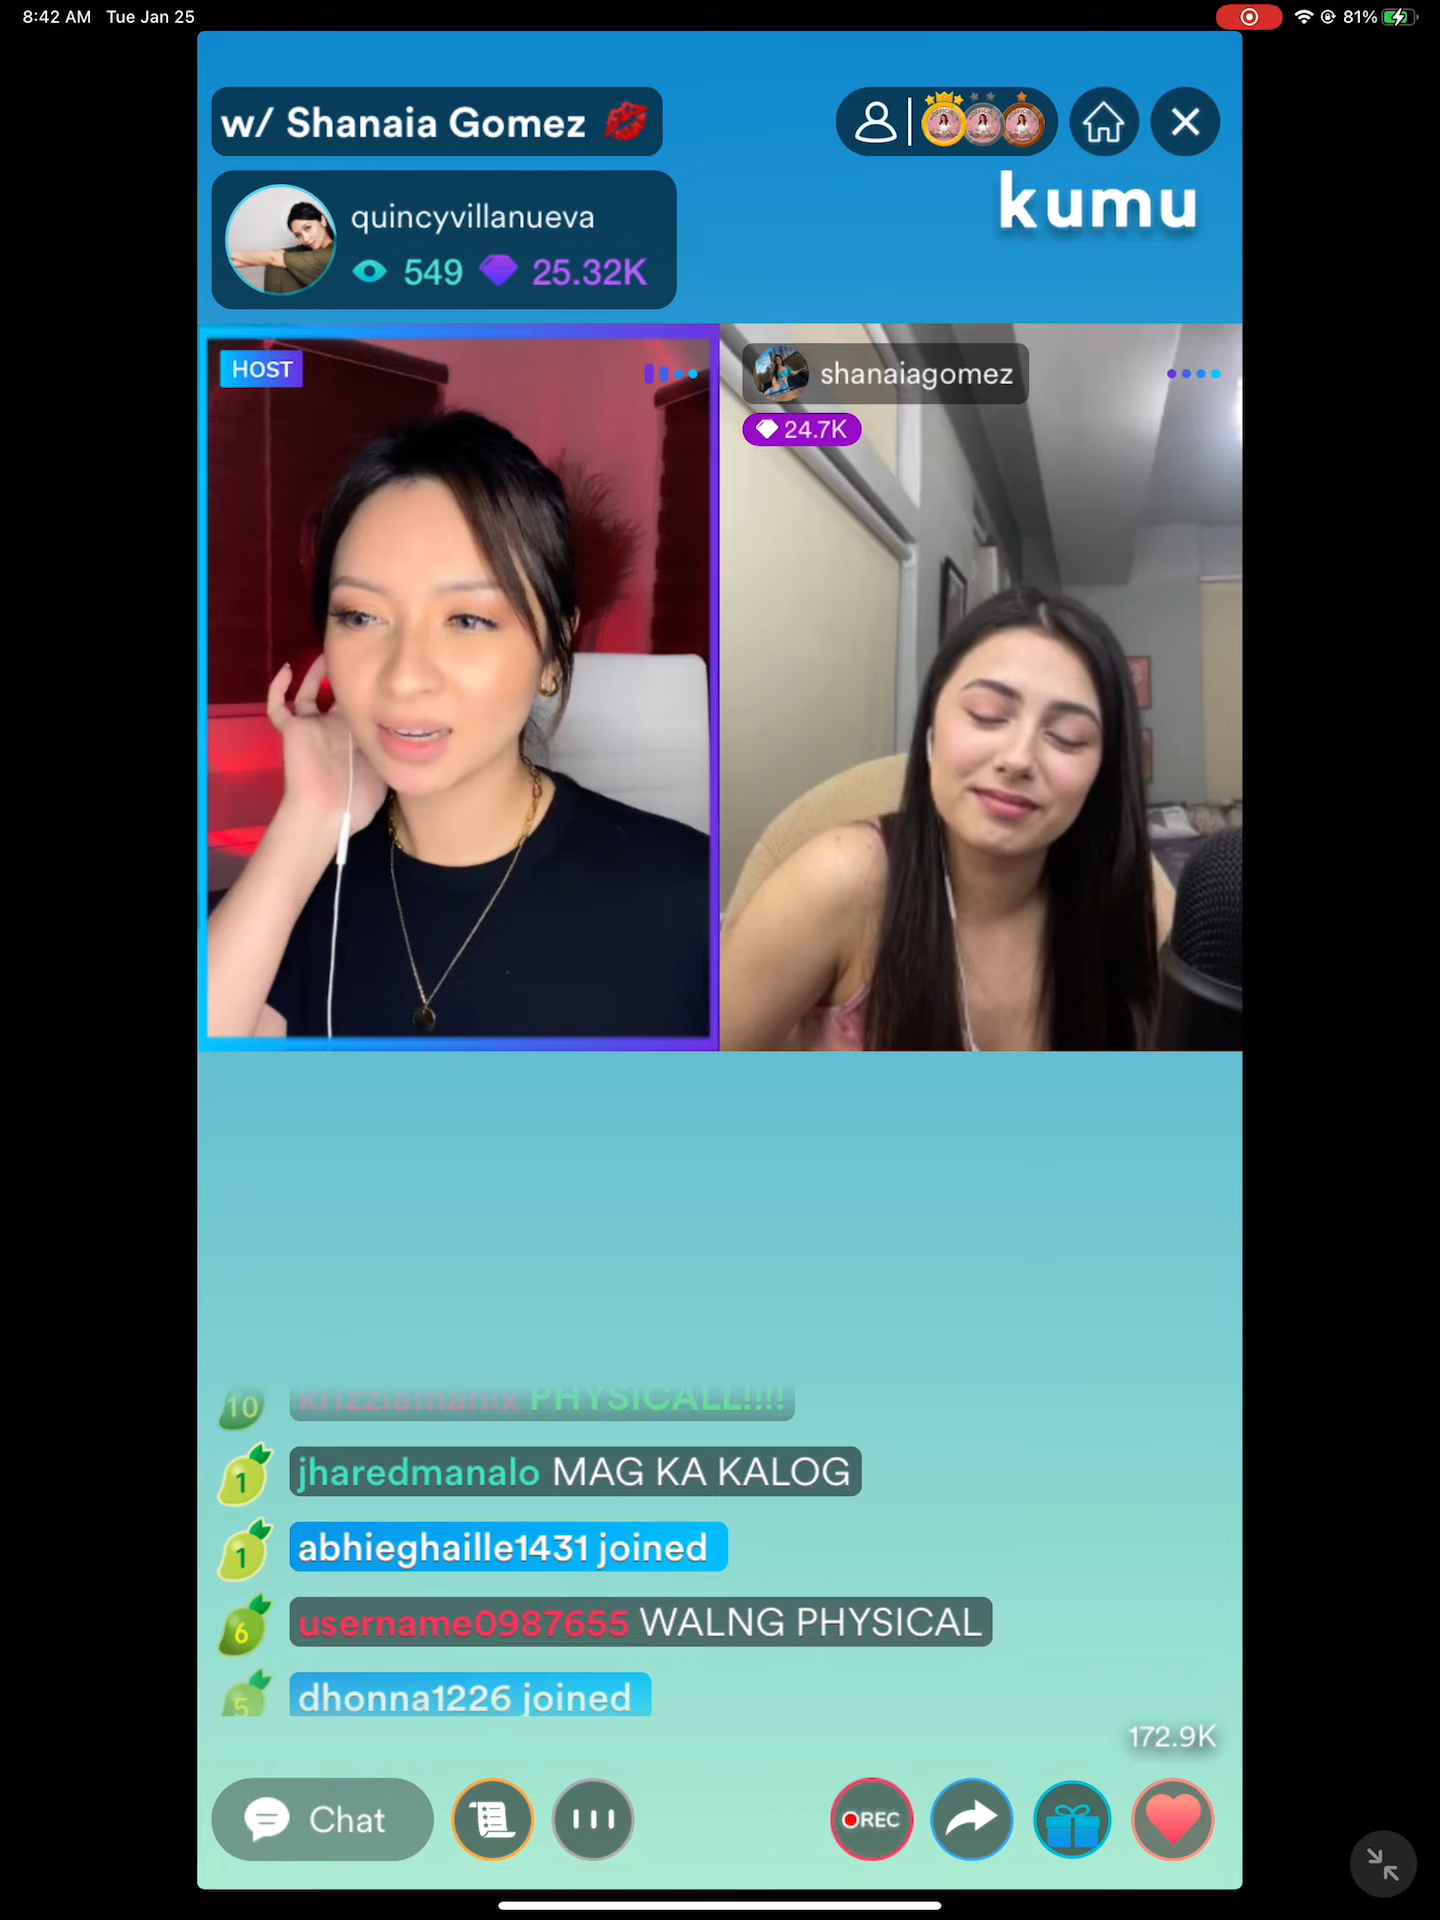 8:42 AM Tue Jan 25
81%
w/ Shanaia Gomez
kumu
quincyvillanueva
549 25.32K
HOST
shanaiagomez
24.7K
10 krizziamanix PHYSICALL!!!!
1 jharedmanalo MAG KA KALOG
1 abhieghaille1431 joined
6 username0987655 WALNG PHYSICAL
5 dhonna1226 joined
172.9K
Chat
REC